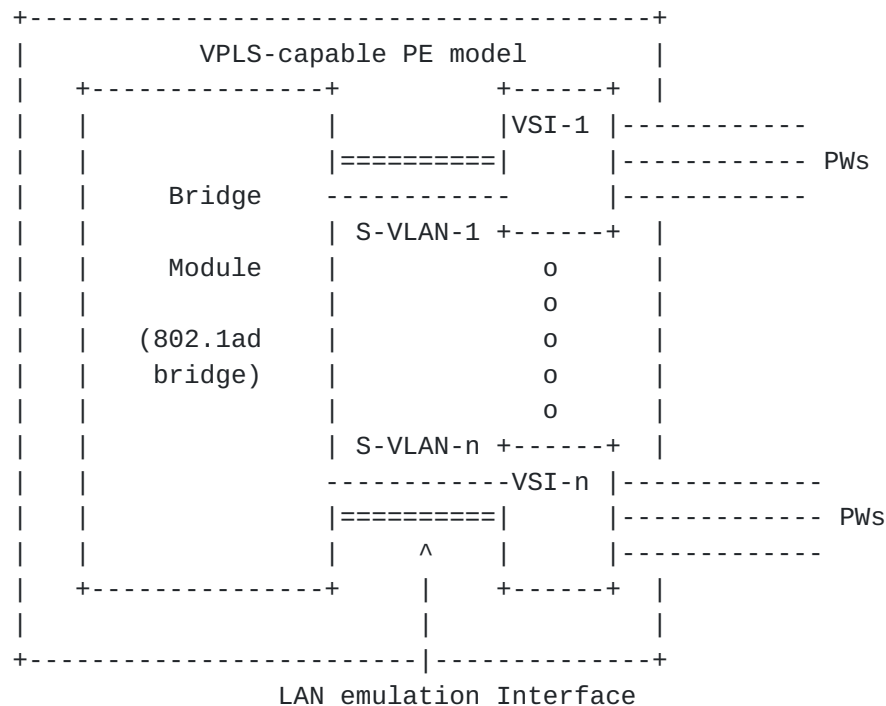 VPLS-capable PE model
VSI-1
PWs
Bridge
S-VLAN-1
Module o
o
(802.1ad o
bridge) o
o
S-VLAN-n
VSI-n
PWs
^
LAN emulation Interface